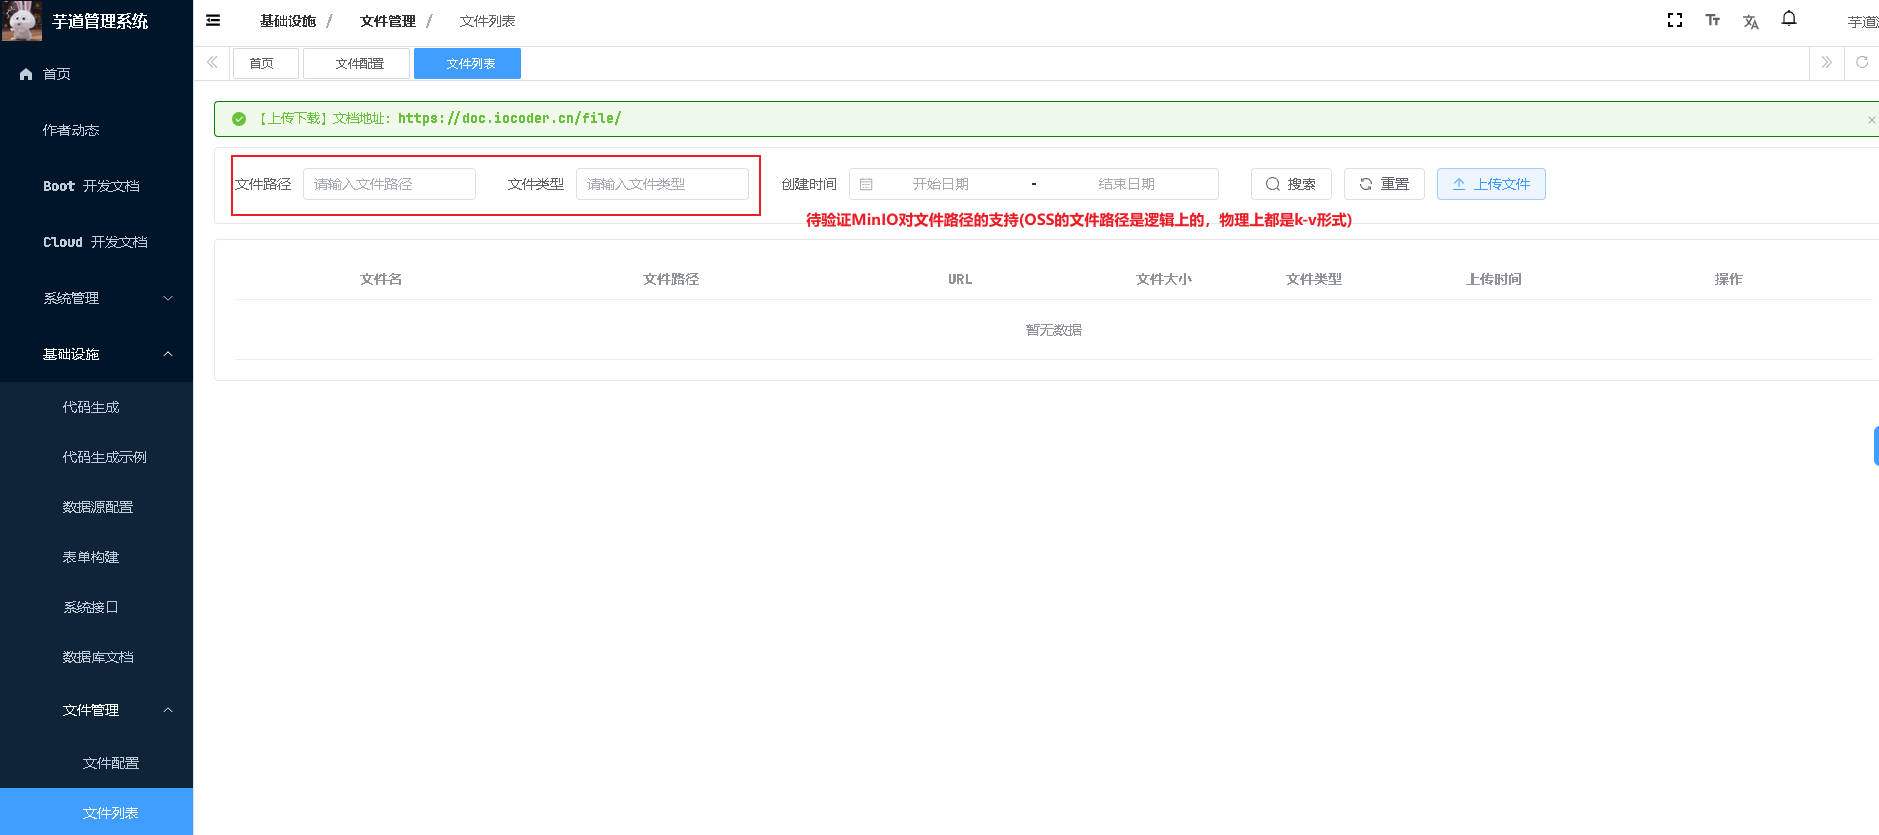 芋道管理系统
基础设施 / 文件管理 / 文件列表
芋道
首页
文件配置
文件列表
首页
作者动态
Boot 开发文档
Cloud 开发文档
系统管理
基础设施
代码生成
代码生成示例
数据源配置
表单构建
系统接口
数据库文档
文件管理
文件配置
文件列表
【上传下载】文档地址：https://doc.iocoder.cn/file/
文件路径 请输入文件路径 文件类型 请输入文件类型 创建时间 开始日期 - 结束日期 搜索 重置 上传文件
待验证MinIO对文件路径的支持(OSS的文件路径是逻辑上的，物理上都是k-v形式)
文件名 文件路径 URL 文件大小 文件类型 上传时间 操作
暂无数据